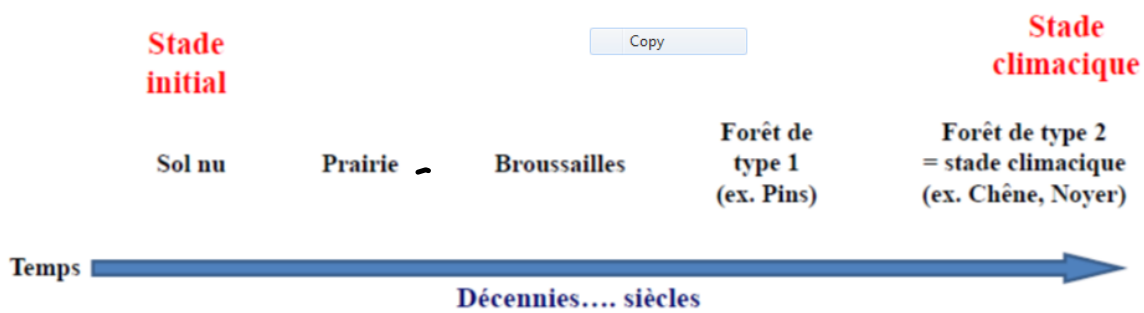 Stade
initial
Copy
Stade
climacique
Sol nu
Prairie
Broussailles
Forêt de
type 1
(ex. Pins)
Forêt de type 2
= stade climacique
(ex. Chêne, Noyer)
Temps
Décennies.... siècles